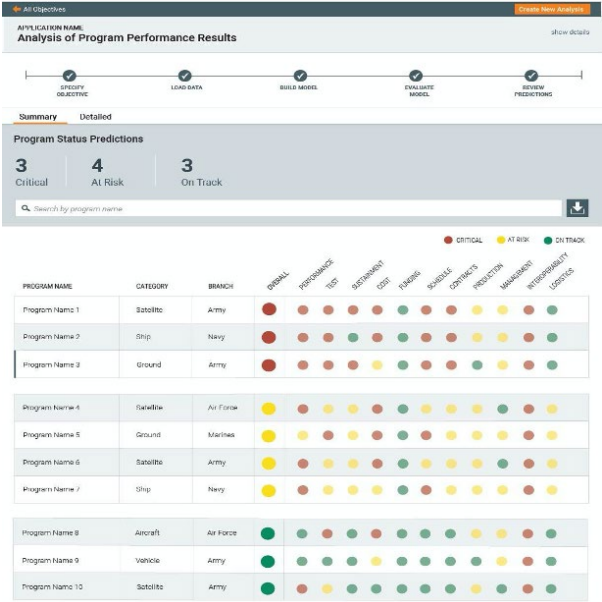 All Objectives
Create New Analysis
APPLICATION NAME
Analysis of Program Performance Results
show details
SPECIFY OBJECTIVE
LOAD DATA
BUILD MODEL
EVALUATE MODEL
REVIEW PREDICTIONS
Summary Detailed
Program Status Predictions
3 4 3
Critical At Risk On Track
Search by program name
CRITICAL AT RISK ON TRACK
PROGRAM NAME CATEGORY BRANCH OVERALL PERFORMANCE TEST SUSTAINMENT COST FUNDING SCHEDULE CONTRACTS PRODUCTION MANAGMENT INTEROPERABILITY LOGISTICS
Program Name 1 Satellite Army
Program Name 2 Ship Navy
Program Name 3 Ground Army
Program Name 4 Satellite Air Force
Program Name 5 Ground Marines
Program Name 6 Satellite Army
Program Name 7 Ship Navy
Program Name 8 Aircraft Air Force
Program Name 9 Vehicle Army
Program Name 10 Satellite Army